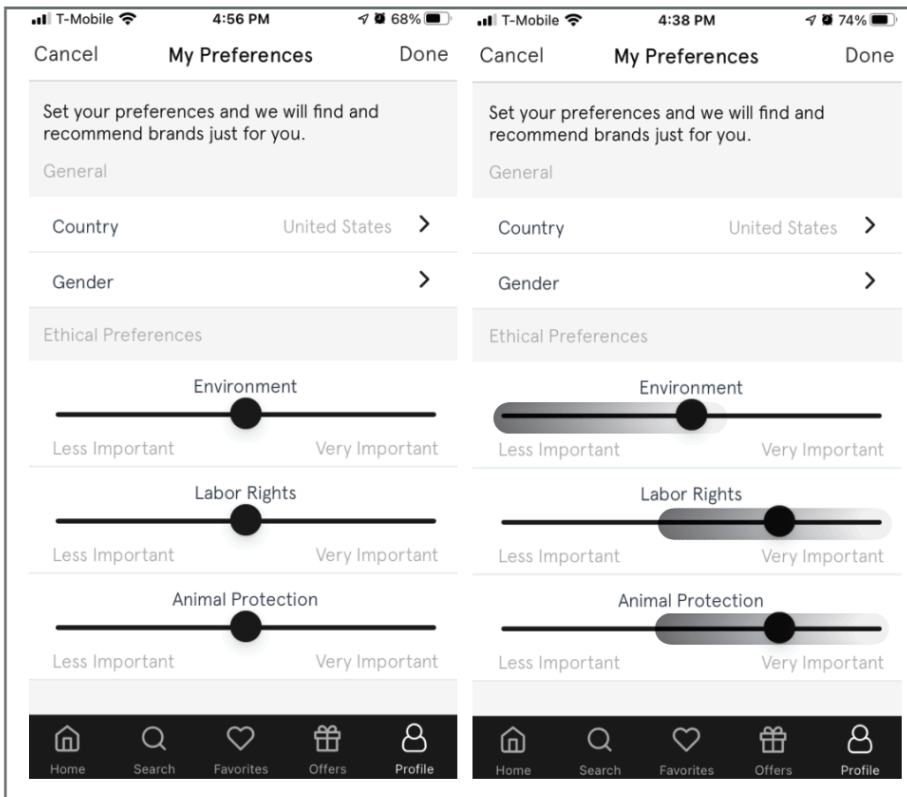 T-Mobile 4:56 PM 68%
Cancel My Preferences Done
Set your preferences and we will find and
recommend brands just for you.
General
Country United States
Gender
Ethical Preferences
Environment
Less Important Very Important
Labor Rights
Less Important Very Important
Animal Protection
Less Important Very Important
Home Search Favorites Offers Profile
T-Mobile 4:38 PM 74%
Cancel My Preferences Done
Set your preferences and we will find and
recommend brands just for you.
General
Country United States
Gender
Ethical Preferences
Environment
Less Important Very Important
Labor Rights
Less Important Very Important
Animal Protection
Less Important Very Important
Home Search Favorites Offers Profile